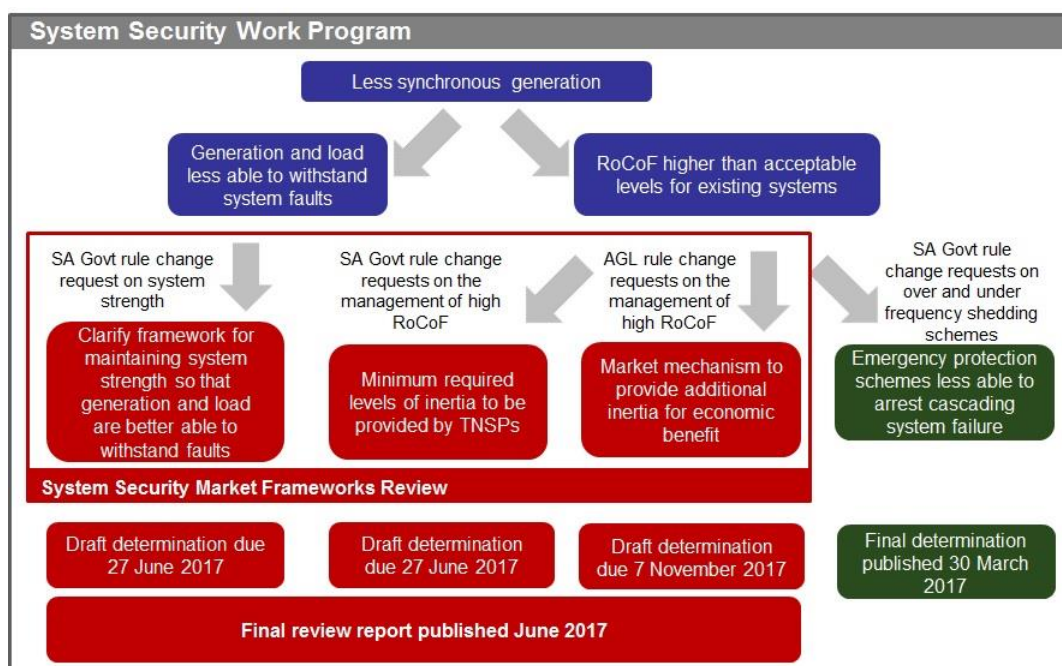 System Security Work Program
Less synchronous generation
Generation and load
less able to withstand
system faults
RoCoF higher than acceptable
levels for existing systems
SA Govt rule change
request on system
strength
SA Govt rule change
requests on the
management of high
RoCoF
AGL rule change
requests on the
management of
high RoCoF
SA Govt rule
change requests on
over and under
frequency shedding
schemes
Clarify framework for
maintaining system
strength so that
generation and load
are better able to
withstand faults
Minimum required
levels of inertia to be
provided by TNSPs
Market mechanism to
provide additional
inertia for economic
benefit
Emergency protection
schemes less able to
arrest cascading
system failure
System Security Market Frameworks Review
Draft determination due
27 June 2017
Draft determination
due 27 June 2017
Draft determination
due 7 November 2017
Final determination
published 30 March
2017
Final review report published June 2017